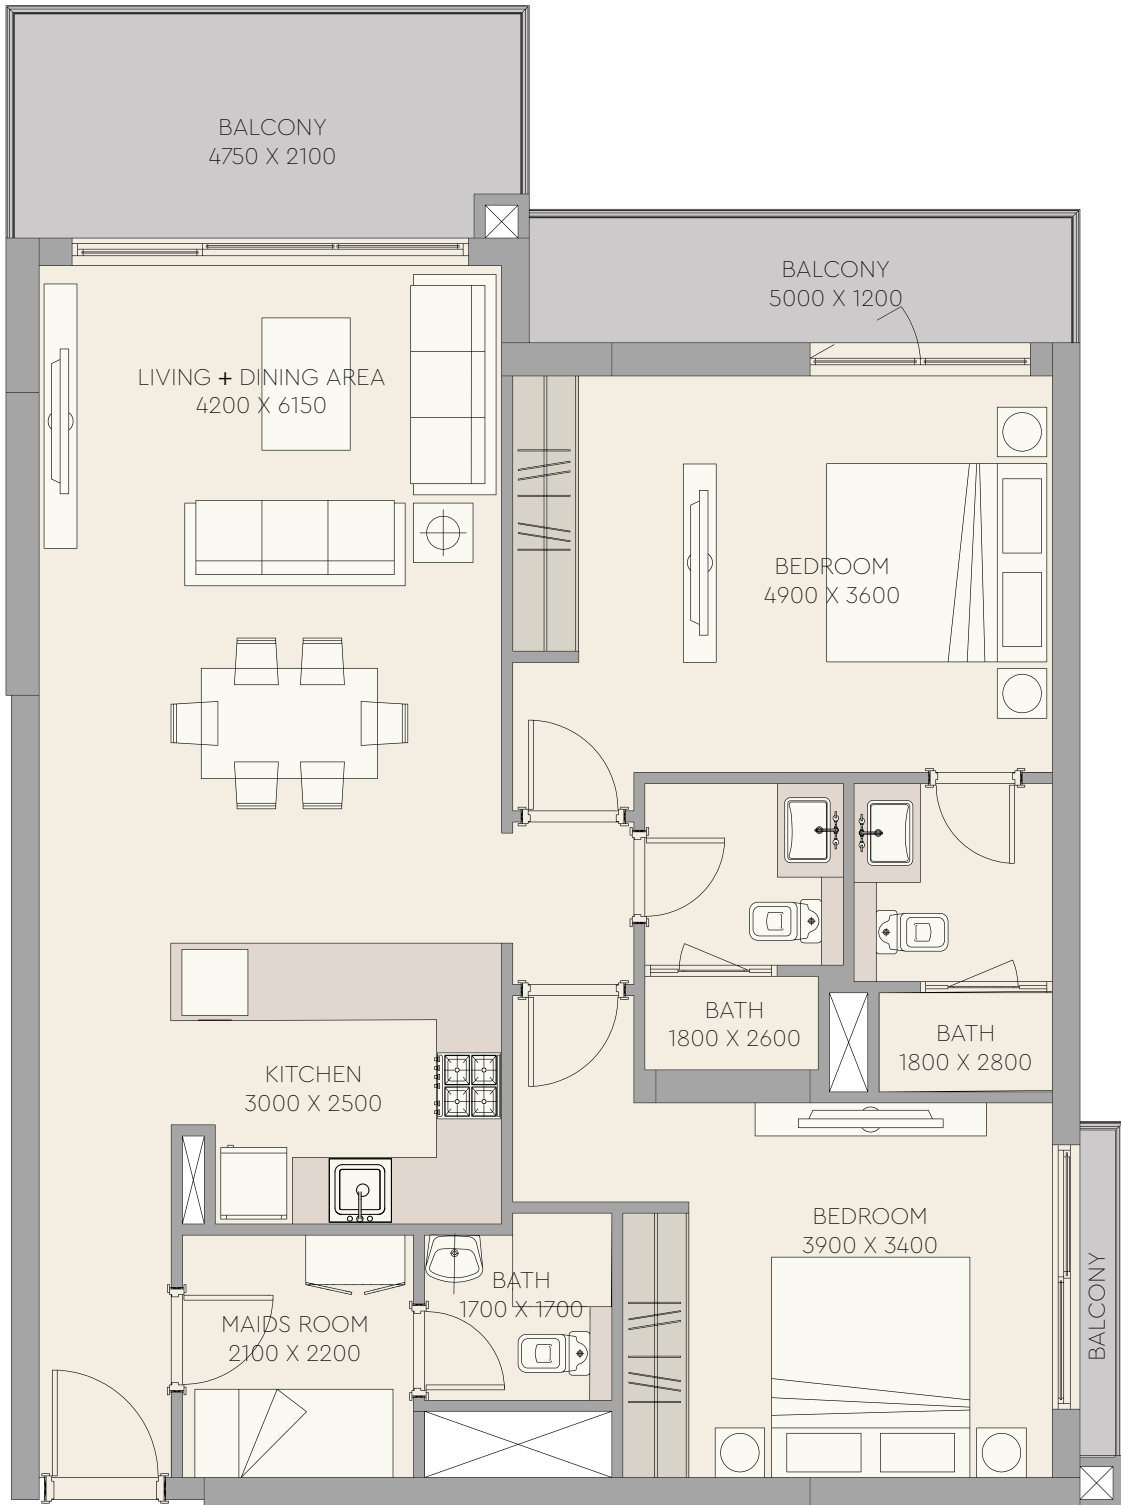 BALCONY
4750 X 2100
BALCONY
5000 X 1200
LIVING + DINING AREA
4200 X 6150
BEDROOM
4900 X 3600
BATH
1800 X 2600
BATH
1800 X 2800
KITCHEN
3000 X 2500
BEDROOM
3900 X 3400
BALCONY
BATH
1700 X 1700
MAIDS ROOM
2100 X 2200